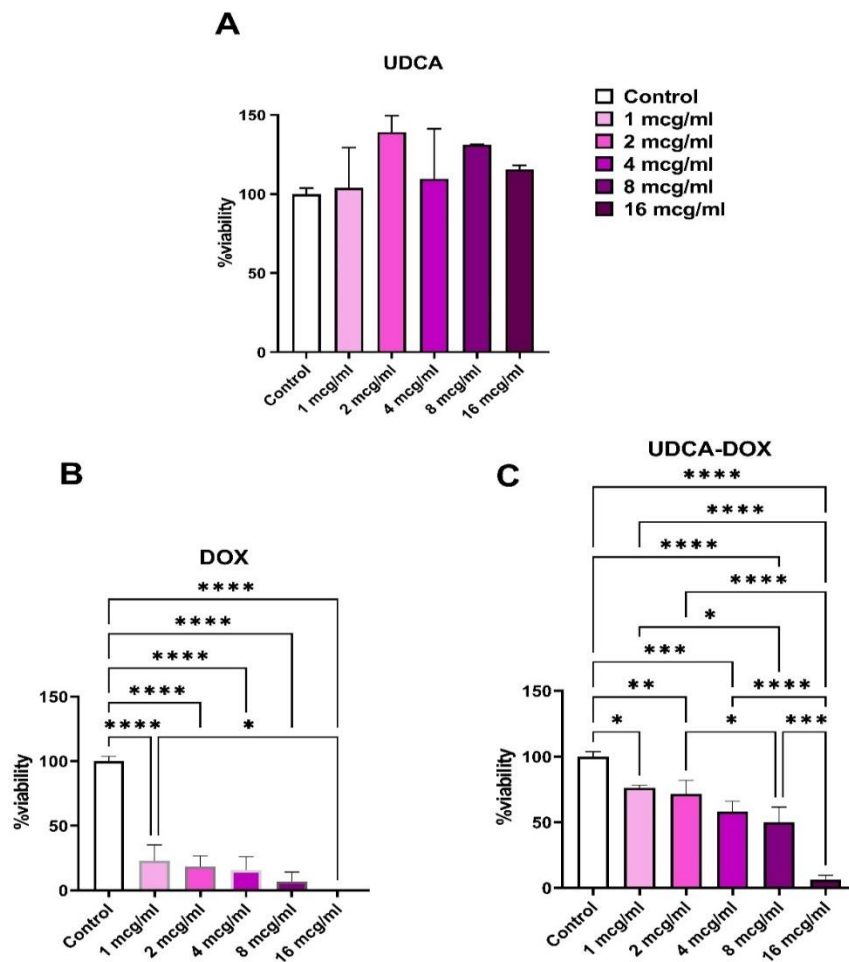 A
UDCA
Control
1 mcg/ml
2 mcg/ml
4 mcg/ml
8 mcg/ml
16 mcg/ml
%viability
150
100
50
0
Control
1 mcg/ml
2 mcg/ml
4 mcg/ml
8 mcg/ml
16 mcg/ml
B
DOX
****
****
****
****
**** *
%viability
150
100
50
0
Control
1 mcg/ml
2 mcg/ml
4 mcg/ml
8 mcg/ml
16 mcg/ml
C
UDCA-DOX
****
****
****
****
*
*** ****
** 
* * ***
%viability
150
100
50
0
Control
1 mcg/ml
2 mcg/ml
4 mcg/ml
8 mcg/ml
16 mcg/ml